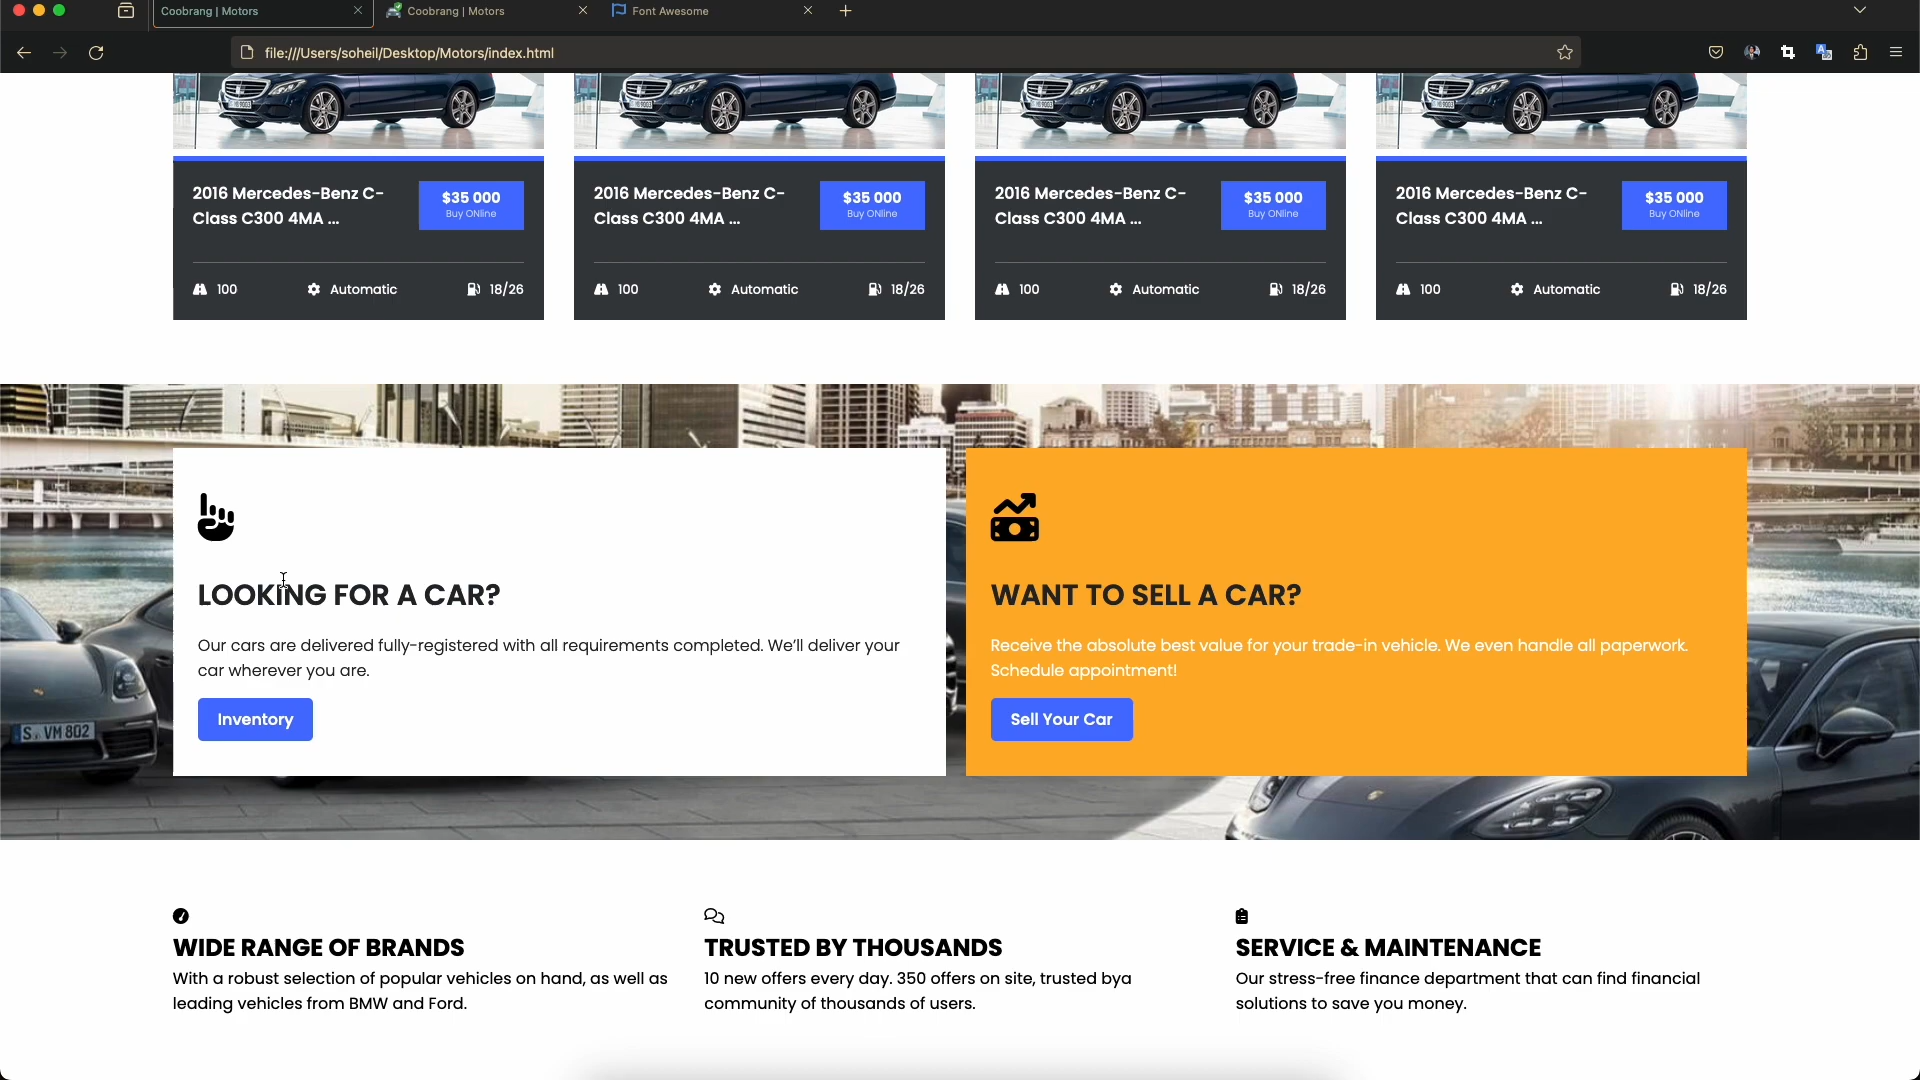 Coobrang | Motors
Coobrang | Motors
Font Awesome
file:///Users/soheil/Desktop/Motors/index.html
2016 Mercedes-Benz C-
Class C300 4MA ...
$35 000
Buy ONline
100
Automatic
18/26
2016 Mercedes-Benz C-
Class C300 4MA ...
$35 000
Buy ONline
100
Automatic
18/26
2016 Mercedes-Benz C-
Class C300 4MA ...
$35 000
Buy ONline
100
Automatic
18/26
2016 Mercedes-Benz C-
Class C300 4MA ...
$35 000
Buy ONline
100
Automatic
18/26
LOOKING FOR A CAR?
Our cars are delivered fully-registered with all requirements completed. We'll deliver your
car wherever you are.
Inventory
WANT TO SELL A CAR?
Receive the absolute best value for your trade-in vehicle. We even handle all paperwork.
Schedule appointment!
Sell Your Car
S VM 802
WIDE RANGE OF BRANDS
With a robust selection of popular vehicles on hand, as well as
leading vehicles from BMW and Ford.
TRUSTED BY THOUSANDS
10 new offers every day. 350 offers on site, trusted bya
community of thousands of users.
SERVICE & MAINTENANCE
Our stress-free finance department that can find financial
solutions to save you money.